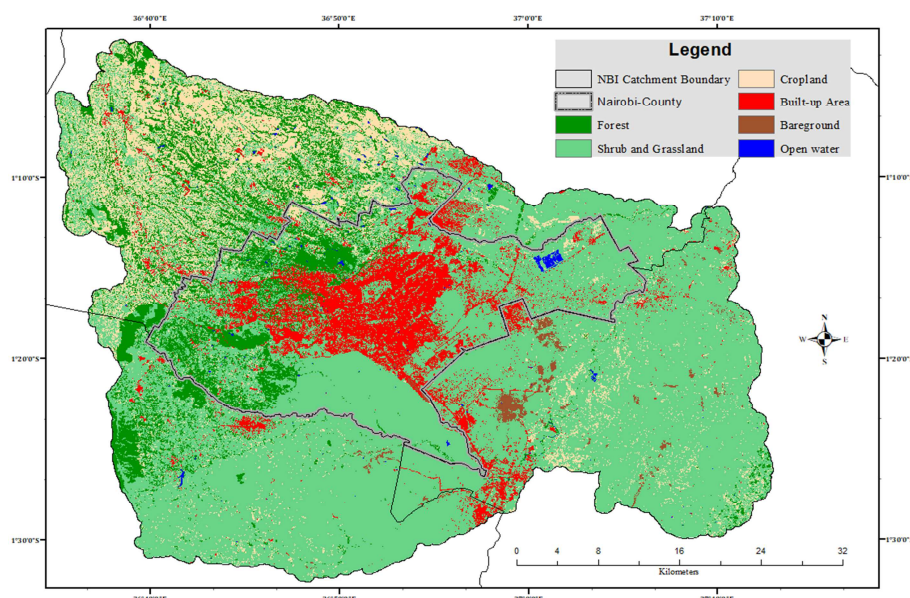 36°40'0"E 36°50'0"E 37°0'0"E 37°10'0"E
Legend
NBI Catchment Boundary Cropland
Nairobi-County Built-up Area
Forest Bareground
Shrub and Grassland Open water
1°10'0"S 1°10'0"S
N
W E
S
1°20'0"S 1°20'0"S
1°30'0"S 1°30'0"S
0 4 8 16 24 32
Kilometers